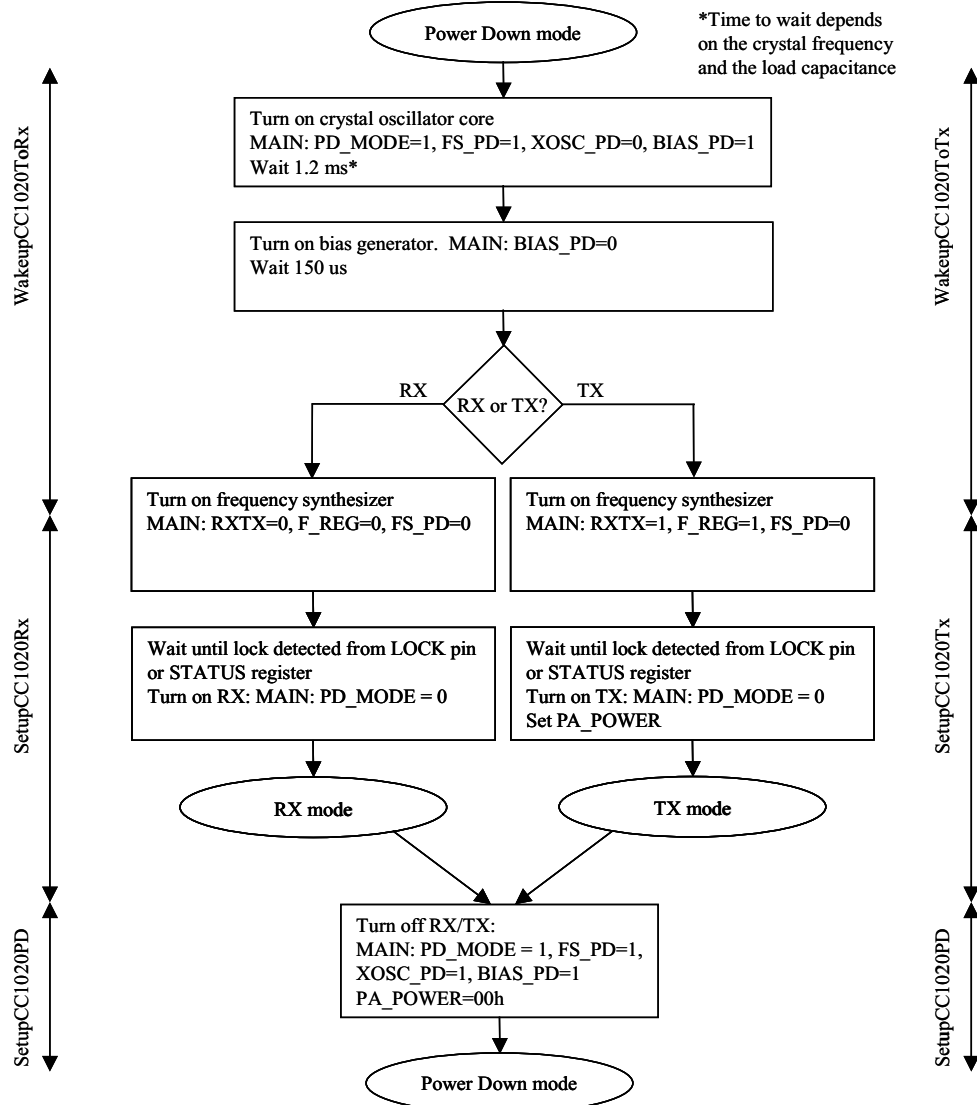 Power Down mode
*Time to wait depends
on the crystal frequency
and the load capacitance
WakeupCC1020ToRx
WakeupCC1020ToTx
Turn on crystal oscillator core
MAIN: PD_MODE=1, FS_PD=1, XOSC_PD=0, BIAS_PD=1
Wait 1.2 ms*
Turn on bias generator. MAIN: BIAS_PD=0
Wait 150 us
RX
RX or TX?
TX
Turn on frequency synthesizer
MAIN: RXTX=0, F_REG=0, FS_PD=0
Turn on frequency synthesizer
MAIN: RXTX=1, F_REG=1, FS_PD=0
SetupCC1020Rx
SetupCC1020Tx
Wait until lock detected from LOCK pin
or STATUS register
Turn on RX: MAIN: PD_MODE = 0
Wait until lock detected from LOCK pin
or STATUS register
Turn on TX: MAIN: PD_MODE = 0
Set PA_POWER
RX mode
TX mode
SetupCC1020PD
SetupCC1020PD
Turn off RX/TX:
MAIN: PD_MODE = 1, FS_PD=1,
XOSC_PD=1, BIAS_PD=1
PA_POWER=00h
Power Down mode